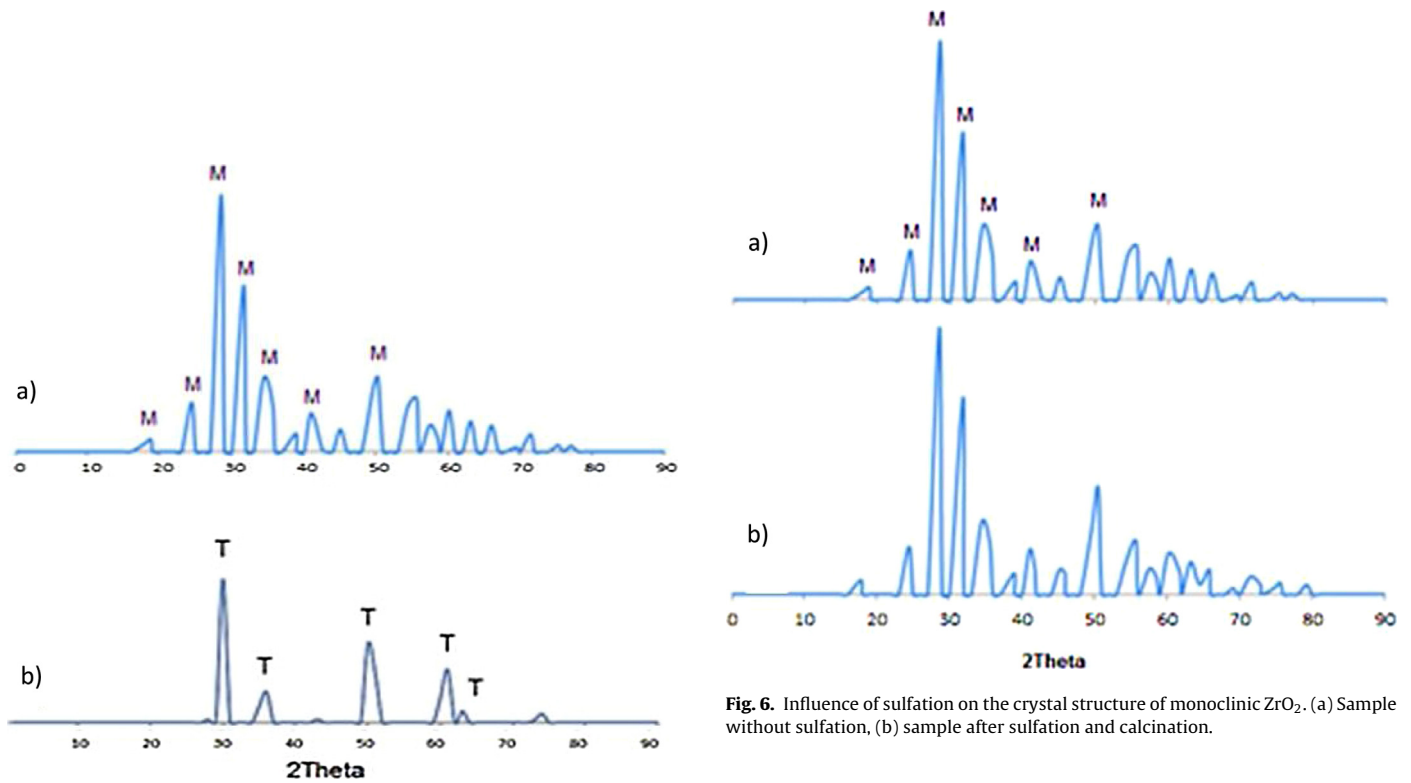 M
M
M
M
M
M
M
a)
0 10 20 30 40 50 60 70 80 90
T
T
T
T
T
b)
10 20 30 40 50 60 70 80 90
2Theta
M
M
M
M
M
M
M
a)
b)
0 10 20 30 40 50 60 70 80 90
2Theta
Fig. 6. Influence of sulfation on the crystal structure of monoclinic ZrO₂. (a) Sample
without sulfation, (b) sample after sulfation and calcination.